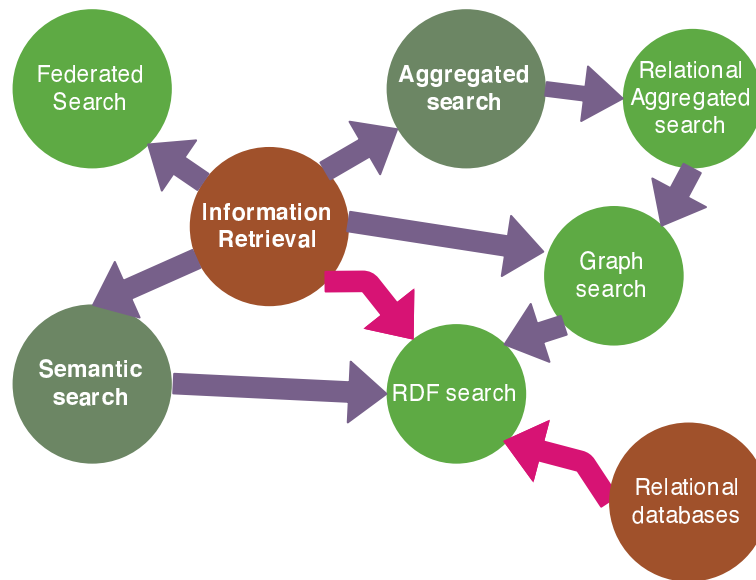 Federated
Search
Aggregated
search
Relational
Aggregated
search
Information
Retrieval
Graph
search
Semantic
search
RDF search
Relational
databases